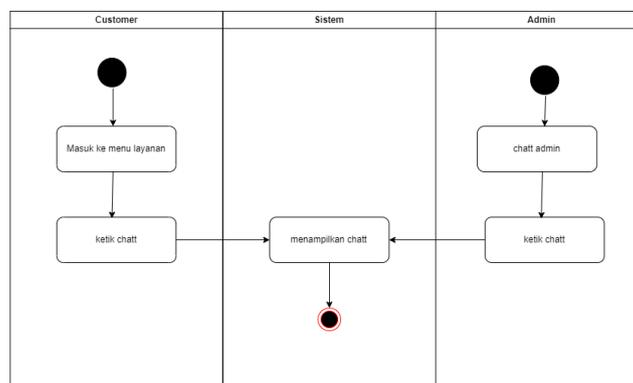 Customer
Sistem
Admin
Masuk ke menu layanan
chatt admin
ketik chatt
menampilkan chatt
ketik chatt